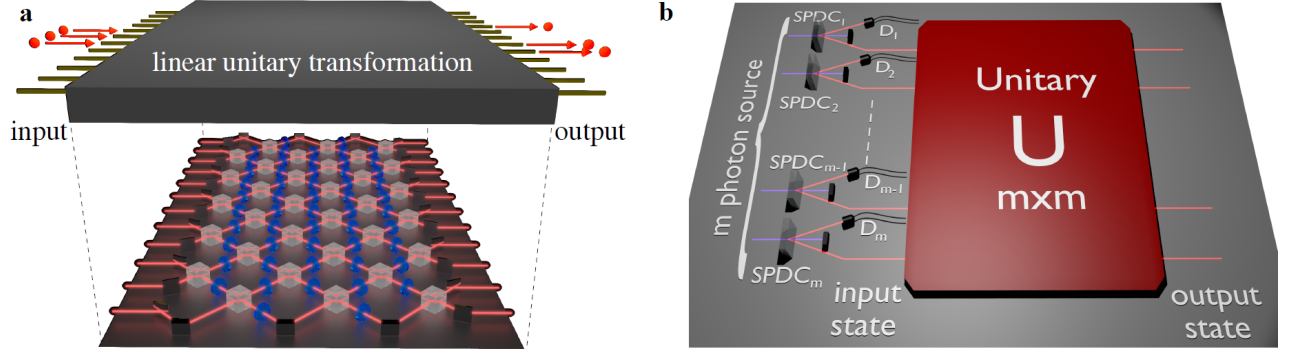 a
linear unitary transformation
input
output
b
m photon source
SPDC1
D1
SPDC2
D2
SPDCm-1
Dm-1
SPDCm
Dm
Unitary
U
mxm
input
state
output
state